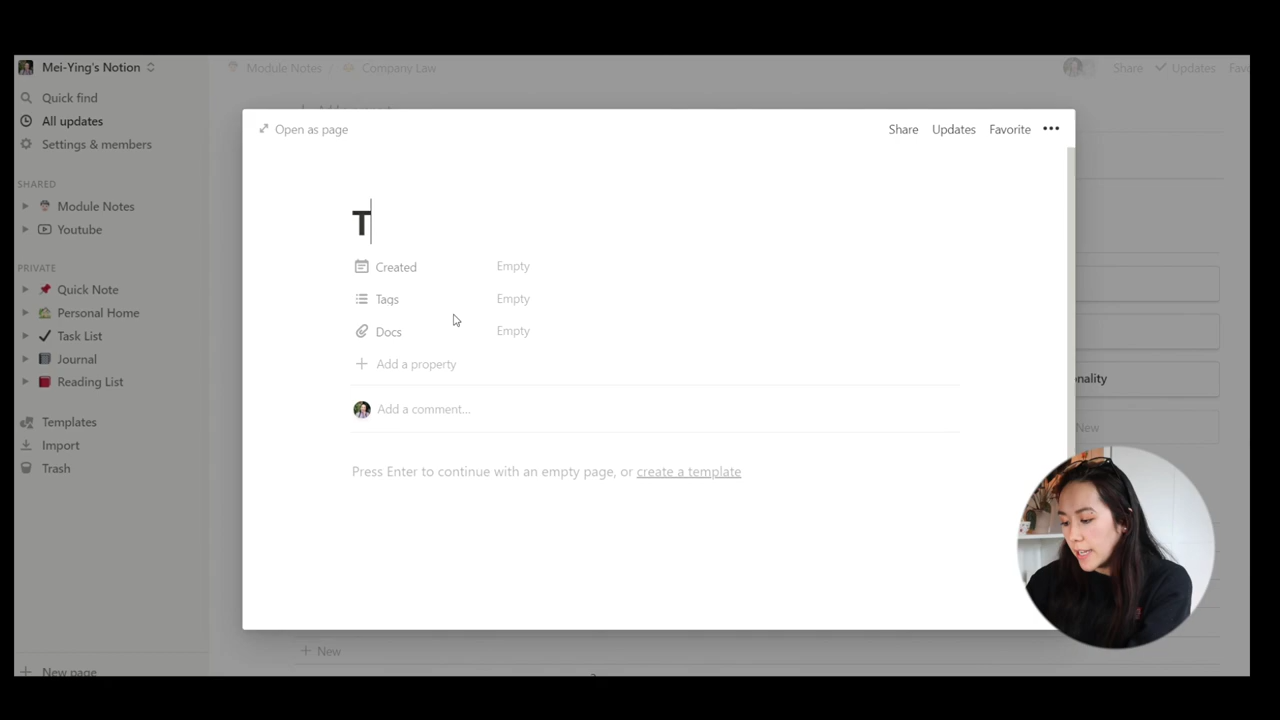 Mei-Ying's Notion
Module Notes / Company Law
Share Updates
Quick find
All updates
Settings & members
SHARED
Module Notes
Youtube
PRIVATE
Quick Note
Personal Home
Task List
Journal
Reading List
Templates
Import
Trash
New page
Open as page
Share Updates Favorite
T
Created Empty
Tags Empty
Docs Empty
Add a property
Add a comment...
Press Enter to continue with an empty page, or create a template
nality
New
New